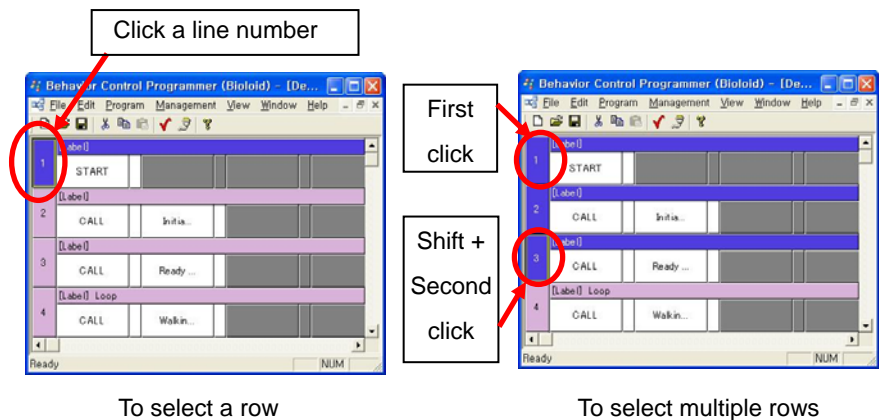 Click a line number
Behavior Control Programmer (Bioloid) - [De...
File Edit Program Management View Window Help
[Label]
1
START
[Label]
2
CALL Initia...
[Label]
3
CALL Ready ...
[Label] Loop
4
CALL Walkin...
Ready NUM
To select a row
First
click
Shift +
Second
click
Behavior Control Programmer (Bioloid) - [De...
File Edit Program Management View Window Help
[Label]
1
START
[Label]
2
CALL Initia...
[Label]
3
CALL Ready ...
[Label] Loop
4
CALL Walkin...
Ready NUM
To select multiple rows